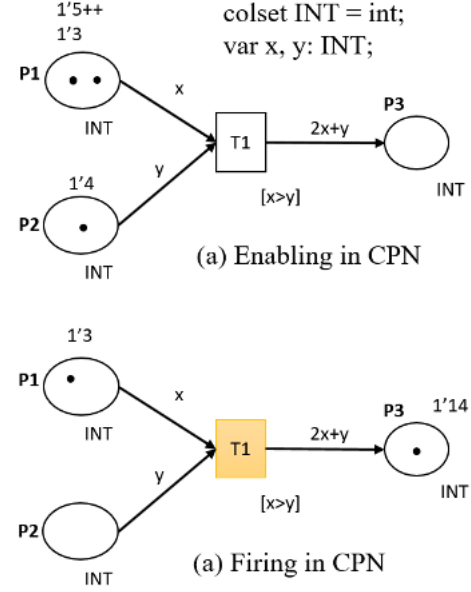 1'5++
1'3
colset INT = int;
var x, y: INT;
P1
x
INT
P3
T1
2x+y
y
INT
1'4
[x>y]
P2
INT
(a) Enabling in CPN
1'3
P1
x
P3
1'14
INT
T1
2x+y
y
INT
[x>y]
P2
INT
(a) Firing in CPN